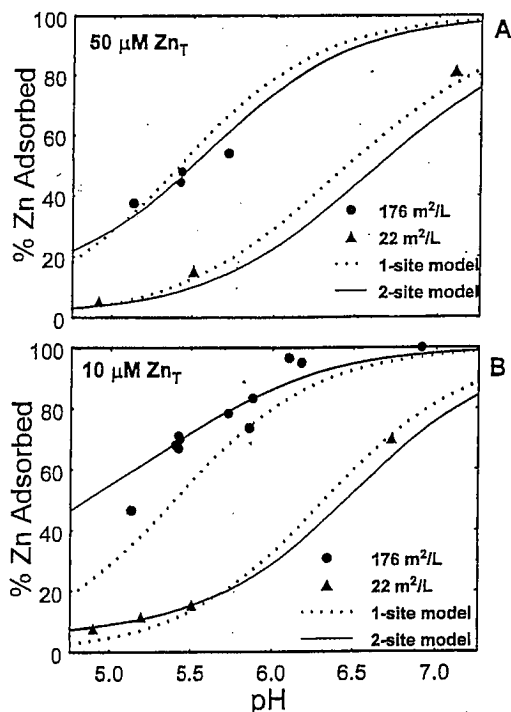 A
50 μM Zn_T
100
80
60
40
20
0
% Zn Adsorbed
176 m²/L
22 m²/L
1-site model
2-site model
B
10 μM Zn_T
100
80
60
40
20
0
% Zn Adsorbed
176 m²/L
22 m²/L
1-site model
2-site model
5.0 5.5 6.0 6.5 7.0
pH